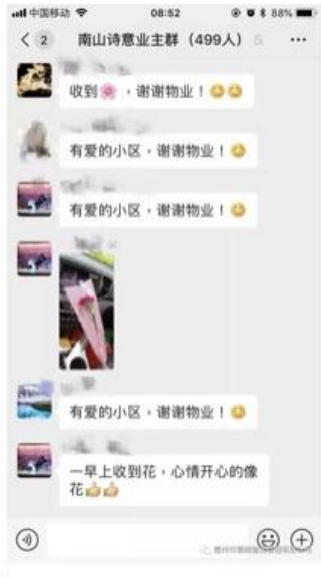 中国移动
08:52
88%
2
南山诗意业主群（499人）
收到🌸，谢谢物业！
有爱的小区，谢谢物业！
有爱的小区，谢谢物业！
有爱的小区，谢谢物业！
一早上收到花，心情开心的像
花👍👍